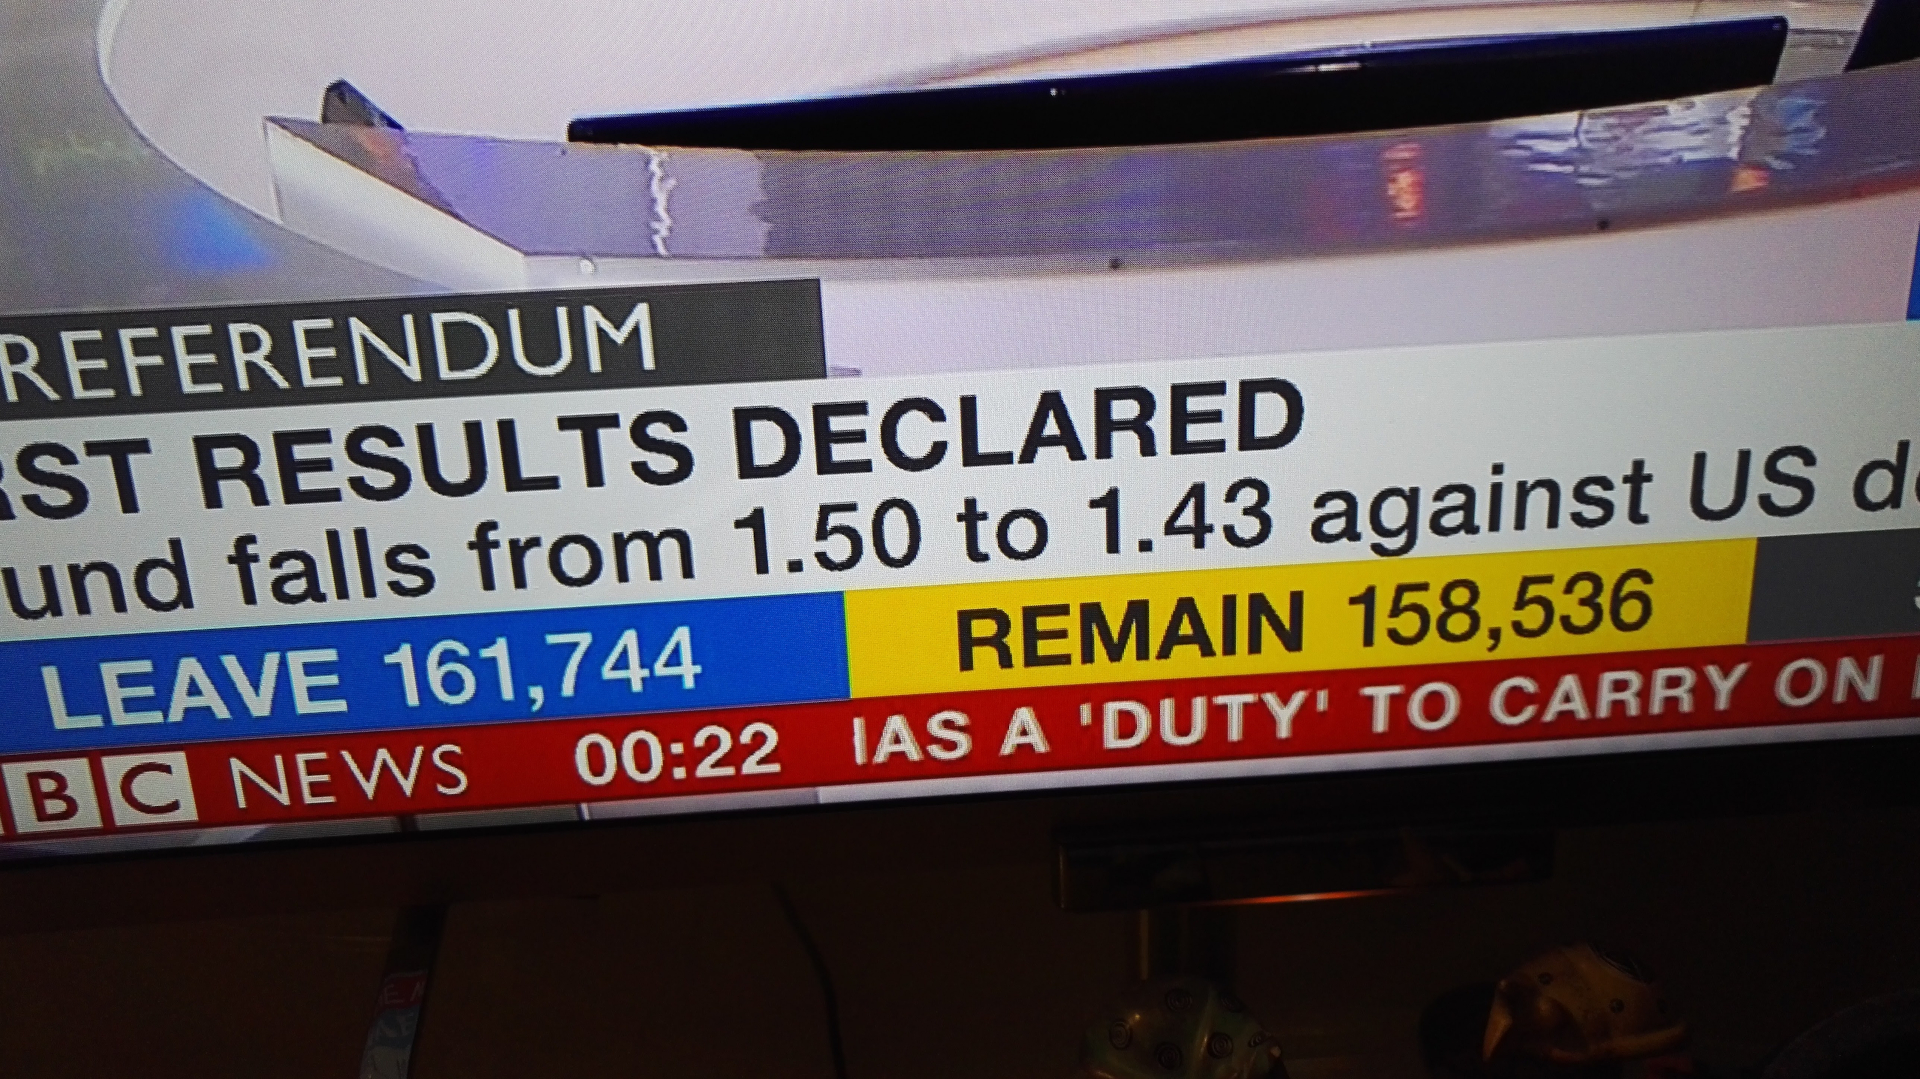 REFERENDUM
RST RESULTS DECLARED
und falls from 1.50 to 1.43 against US d
LEAVE 161,744 REMAIN 158,536
BBC NEWS 00:22 IAS A 'DUTY' TO CARRY ON